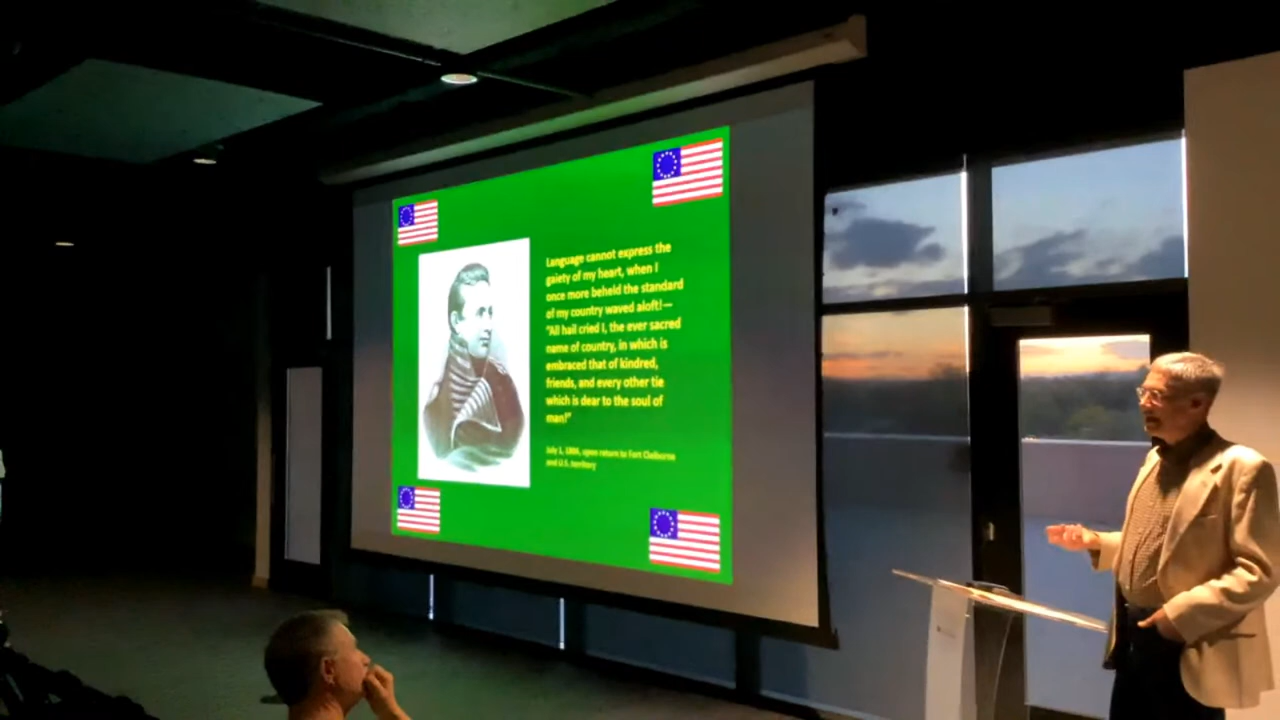 Language cannot express the
gaiety of my heart, when I
once more beheld the standard
of my country waved aloft!—
"All hail cried I, the ever sacred
name of country, in which is
embraced that of kindred,
friends, and every other tie
which is dear to the soul of
man!"
July 1, upon return to Fort Claiborne
and U.S. territory